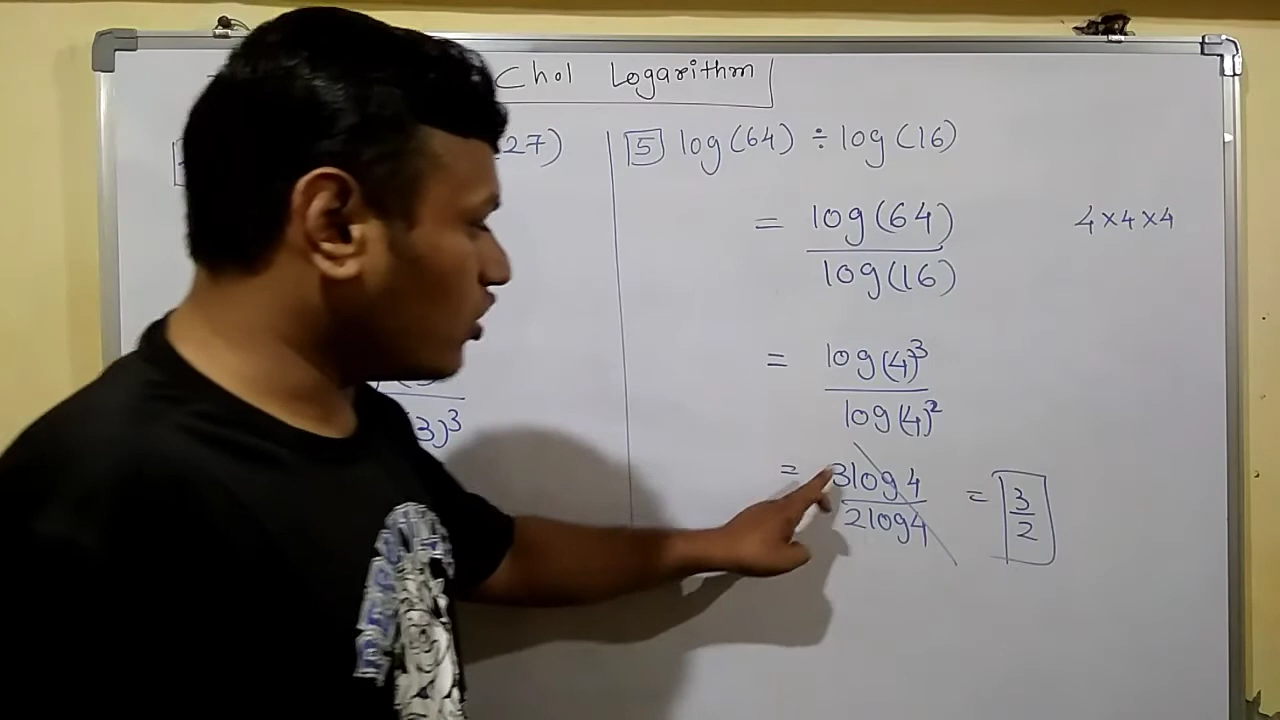 Chol Logarithm
27)
5 log(64) ÷ log(16)
= log(64)
log(16)
4×4×4
= log(4)³
log(4)²
= 3log4
2log4
= 3
2
3)³